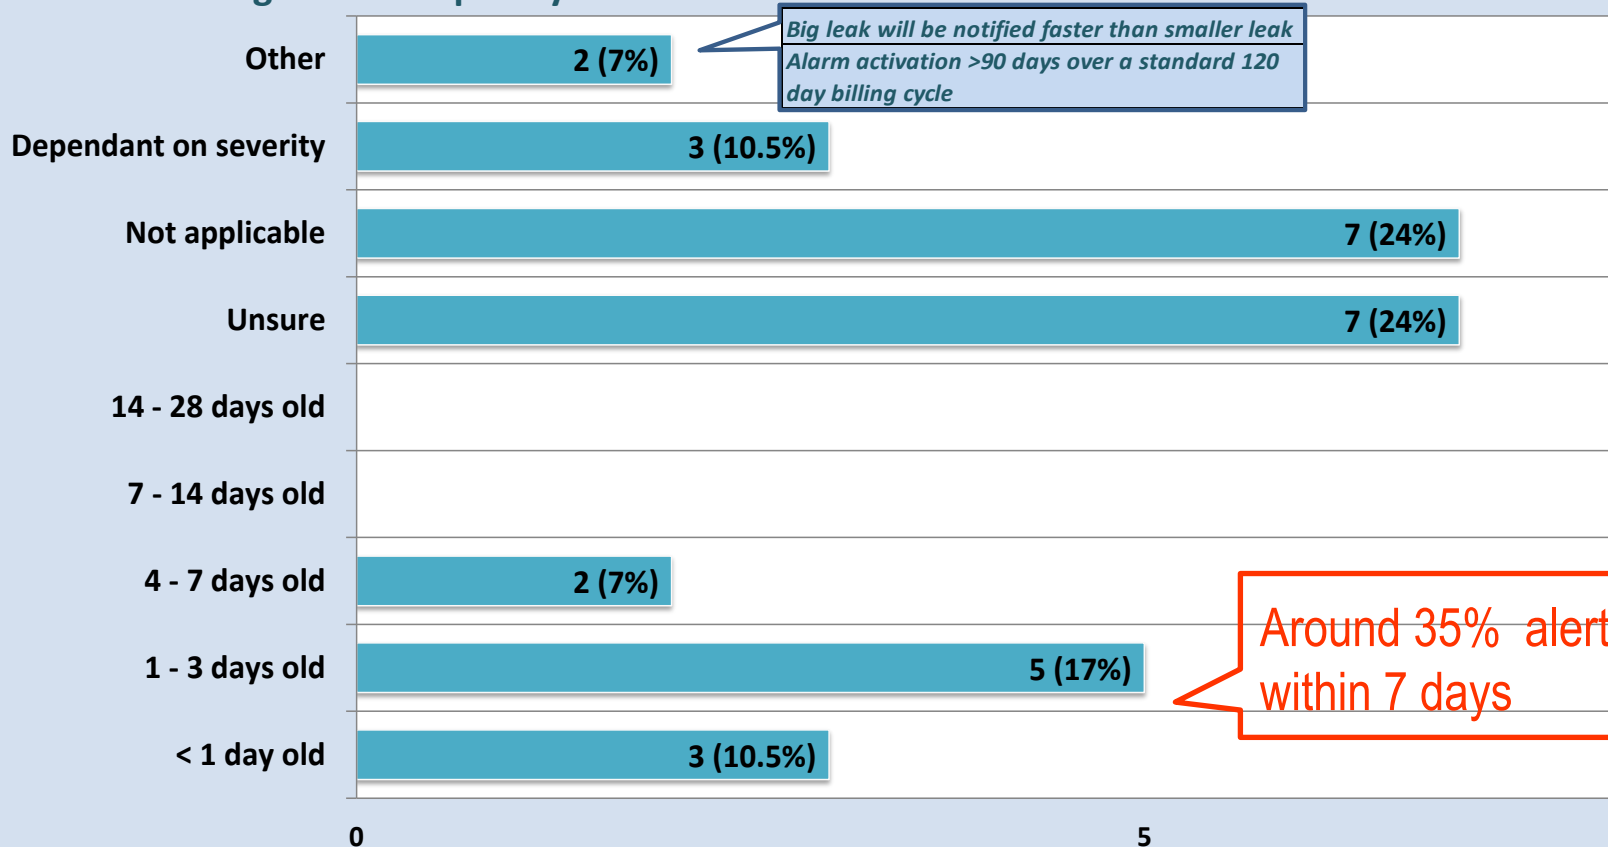 Other
2 (7%)
Big leak will be notified faster than smaller leak
Alarm activation >90 days over a standard 120
day billing cycle
Dependant on severity
3 (10.5%)
Not applicable
7 (24%)
Unsure
7 (24%)
14 - 28 days old
7 - 14 days old
4 - 7 days old
2 (7%)
1 - 3 days old
5 (17%)
Around 35% alert
within 7 days
< 1 day old
3 (10.5%)
0
5